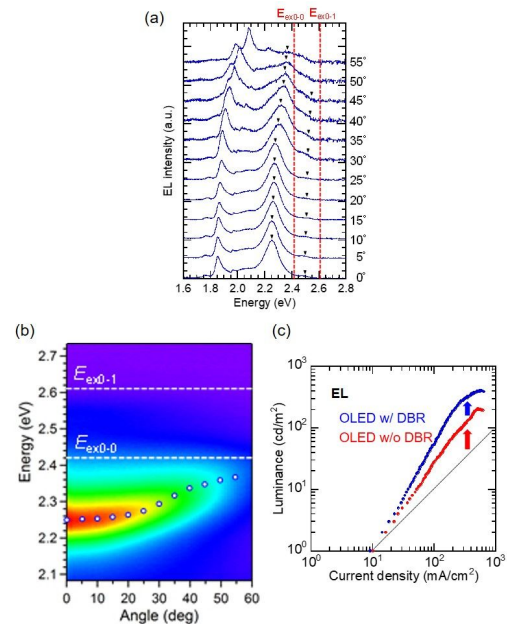 (a)
E_ex0-0 E_ex0-1
EL intensity (a.u.)
55°
50°
45°
40°
35°
30°
25°
20°
15°
10°
5°
0°
1.6 1.8 2.0 2.2 2.4 2.6 2.8
Energy (eV)
(b)
Energy (eV)
2.7
2.6
2.5
2.4
2.3
2.2
2.1
E_ex0-1
E_ex0-0
0 10 20 30 40 50 60
Angle (deg)
(c)
Luminance (cd/m²)
10³
10²
10¹
10⁰
EL
OLED w/ DBR
OLED w/o DBR
10⁰ 10¹ 10² 10³
Current density (mA/cm²)